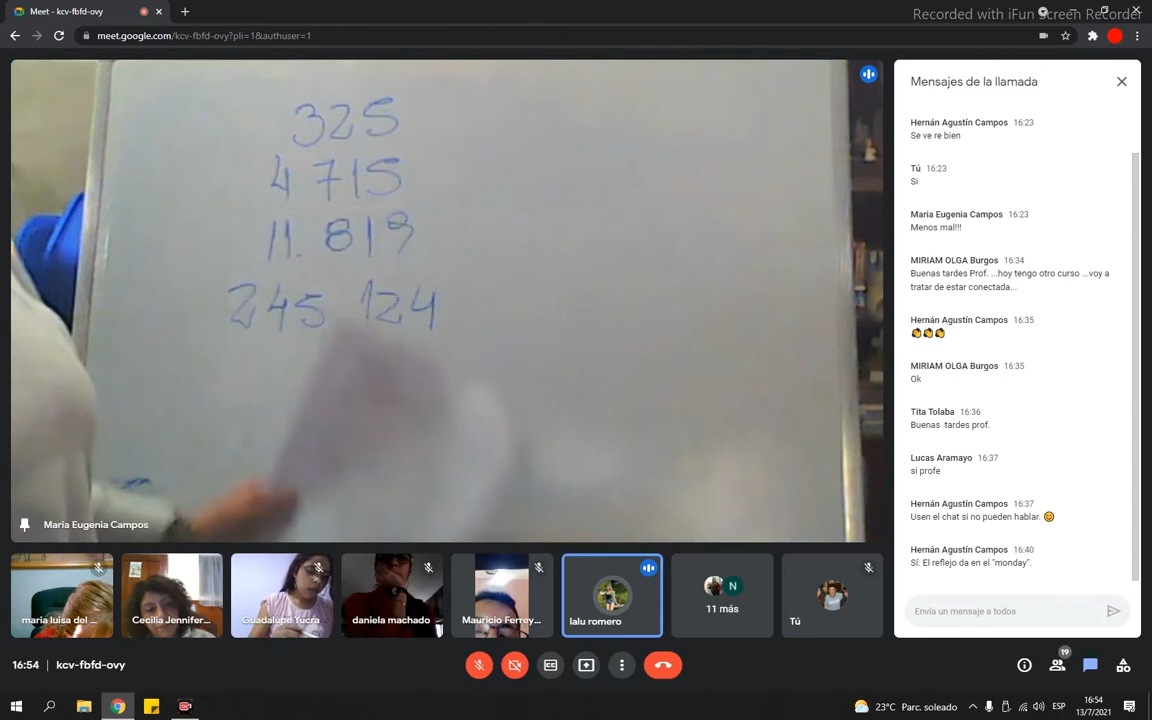 Meet - kcv-fbfd-ovy
Recorded with iFun Screen Recorder
meet.google.com/kcv-fbfd-ovy?pli=1&authuser=1
325
4 715
11.819
245 124
Maria Eugenia Campos
maria luisa del ...
Cecilia Jennifer...
Guadalupe Yucra
daniela machado
Mauricio Ferrey...
lalu romero
N
11 más
Tú
Mensajes de la llamada
Hernán Agustín Campos 16:23
Se ve re bien
Tú 16:23
Si
Maria Eugenia Campos 16:23
Menos mal!!!
MIRIAM OLGA Burgos 16:34
Buenas tardes Prof. ...hoy tengo otro curso ...voy a
tratar de estar conectada...
Hernán Agustín Campos 16:35
👏👏👏
MIRIAM OLGA Burgos 16:35
Ok
Tita Tolaba 16:36
Buenas tardes prof.
Lucas Aramayo 16:37
si profe
Hernán Agustín Campos 16:37
Usen el chat si no pueden hablar. 😊
Hernán Agustín Campos 16:40
Sí. El reflejo da en el "monday".
Envía un mensaje a todos
16:54 kcv-fbfd-ovy
19
23°C Parc. soleado
ESP
16:54
13/7/2021